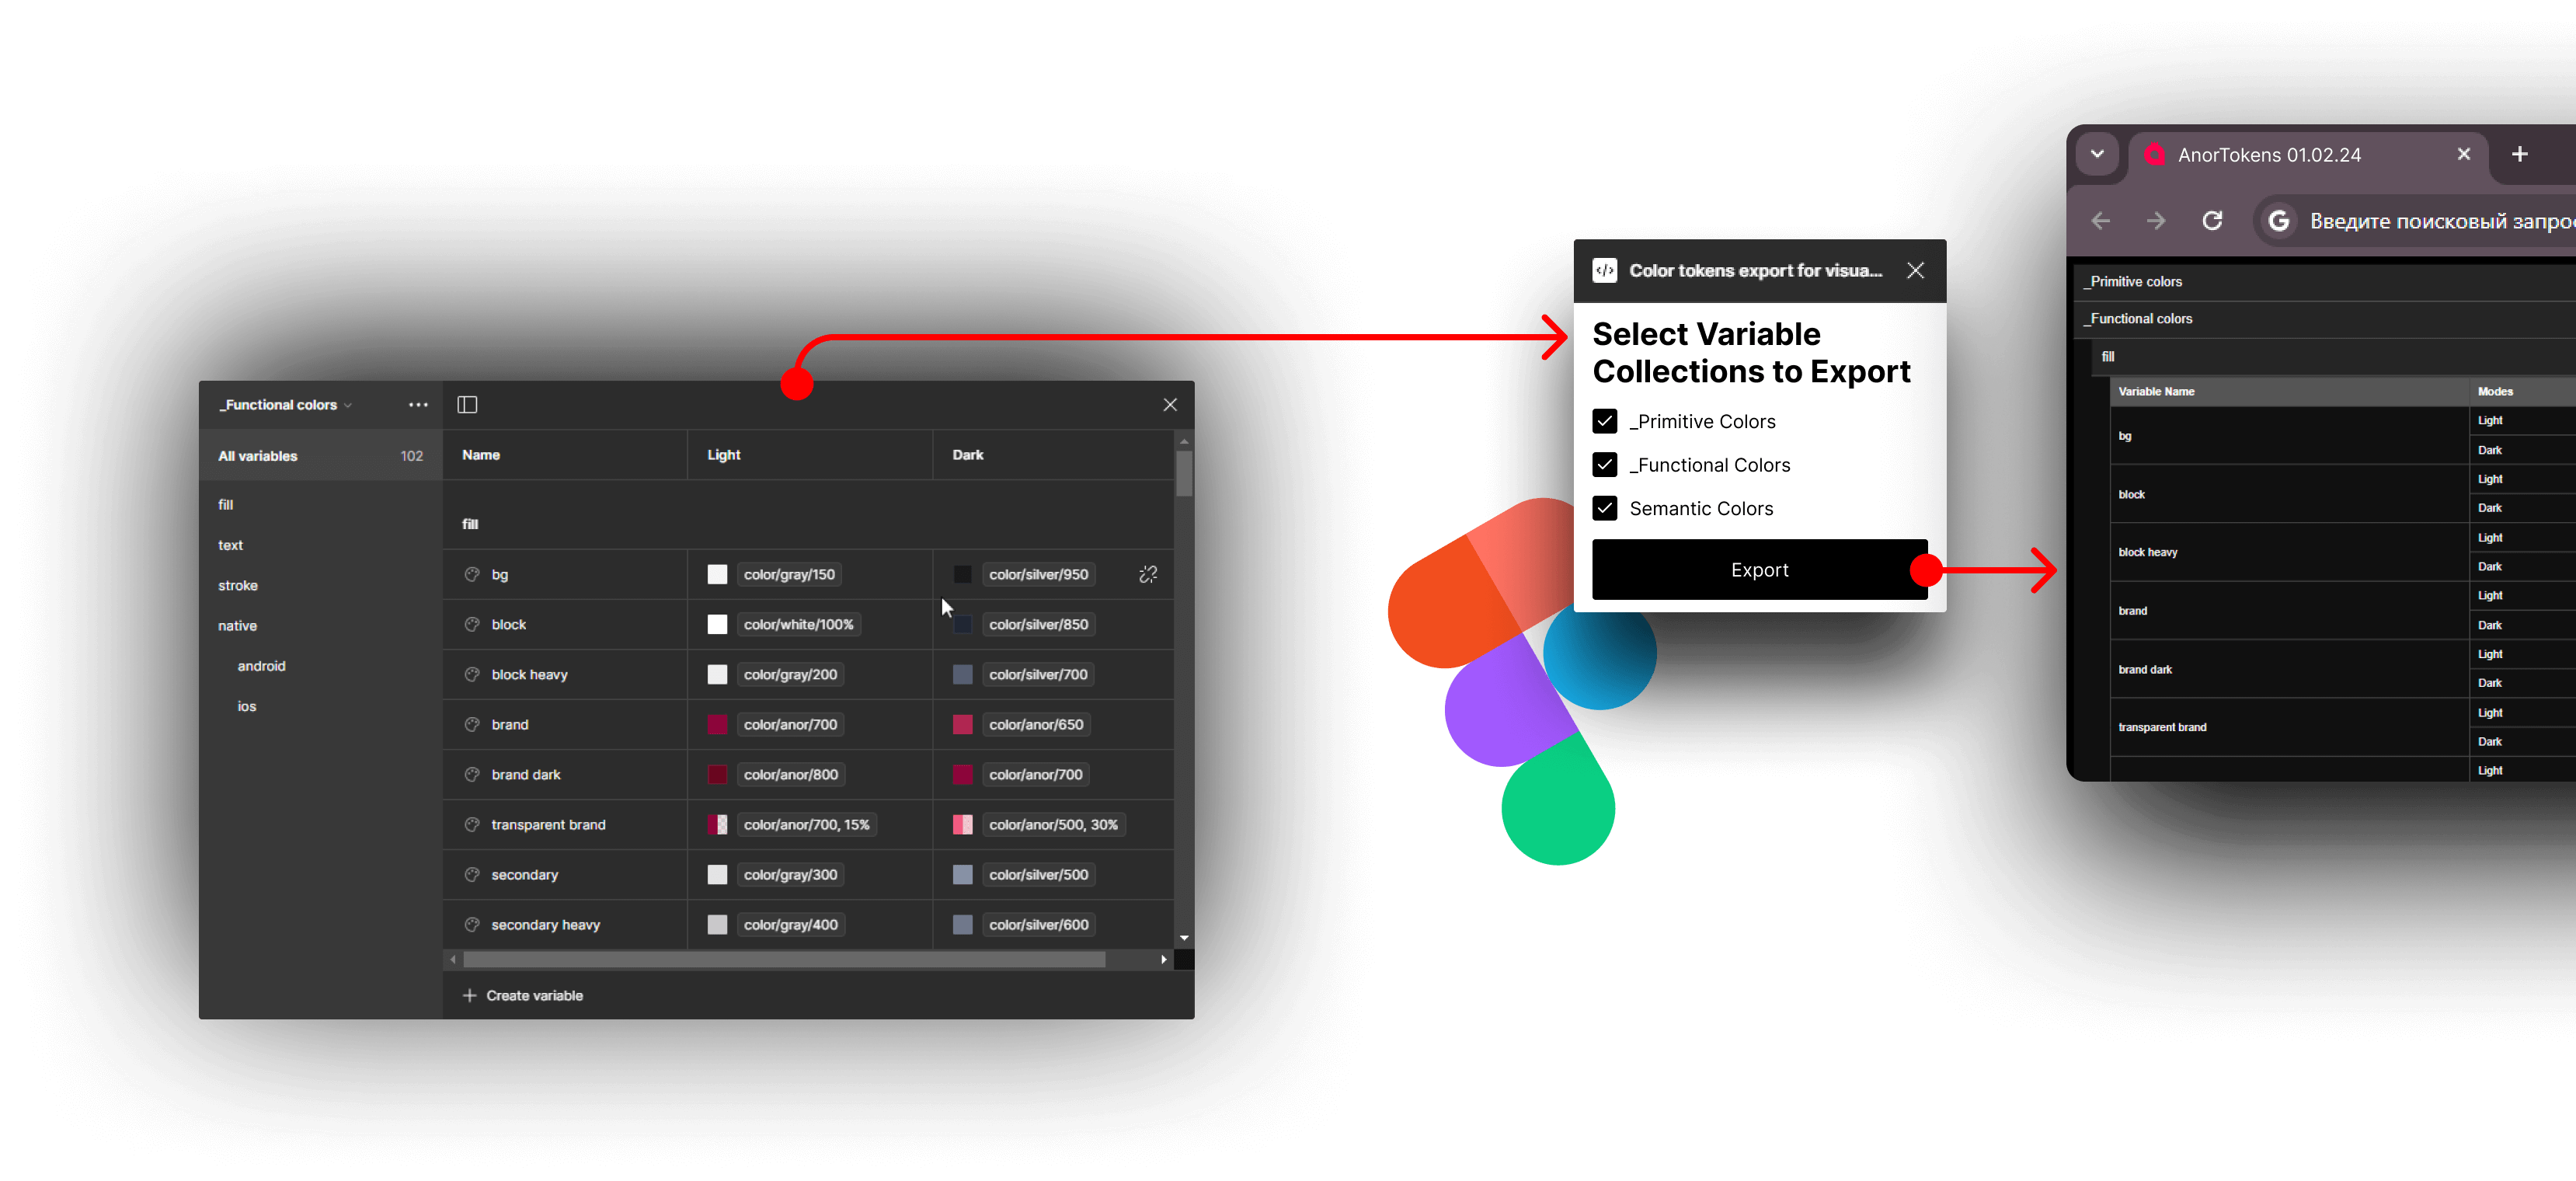 _Functional colors
All variables 102
fill
text
stroke
native
android
ios
Name Light Dark
fill
bg color/gray/150 color/silver/950
block color/white/100% color/silver/850
block heavy color/gray/200 color/silver/700
brand color/anor/700 color/anor/650
brand dark color/anor/800 color/anor/700
transparent brand color/anor/700, 15% color/anor/500, 30%
secondary color/gray/300 color/silver/500
secondary heavy color/gray/400 color/silver/600
Create variable
Color tokens export for visua...
Select Variable
Collections to Export
_Primitive Colors
_Functional Colors
Semantic Colors
Export
AnorTokens 01.02.24
Введите поисковый
_Primitive colors
_Functional colors
fill
Variable Name Modes
bg
Light
Dark
block
Light
Dark
block heavy
Light
Dark
brand
Light
Dark
brand dark
Light
Dark
transparent brand
Light
Dark
Light